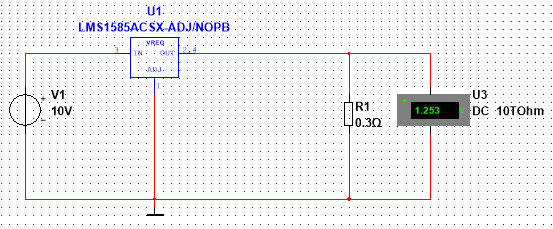 U1
LMS1585ACSX-ADJ/NOPB
VREG
3 IN OUT 2,4
ADJ
1
V1
10V
+
−
R1
0.3Ω
+
1.253
U3
DC 10TOhm